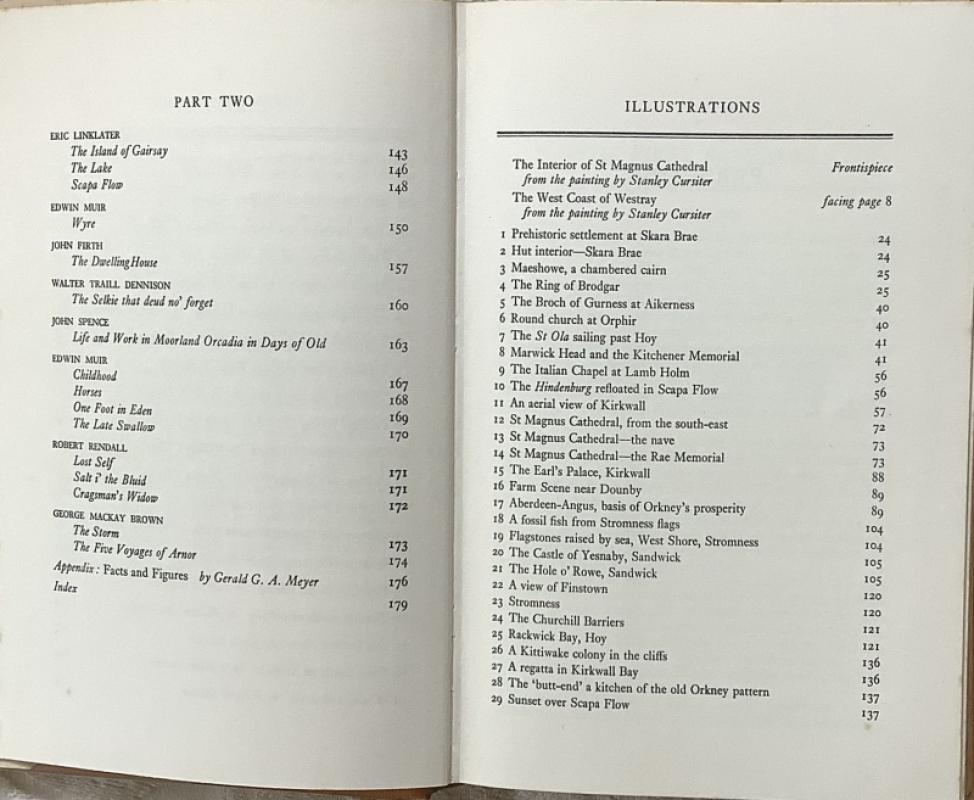 PART TWO
ERIC LINKLATER
The Island of Gairsay 143
The Lake 146
Scapa Flow 148
EDWIN MUIR
Wyre 150
JOHN FIRTH
The Dwelling House 157
WALTER TRAILL DENNISON
The Selkie that deud no' forget 160
JOHN SPENCE
Life and Work in Moorland Orcadia in Days of Old 163
EDWIN MUIR
Childhood 167
Horses 168
One Foot in Eden 169
The Late Swallow 170
ROBERT RENDALL
Lost Self 171
Salt i' the Bluid 171
Cragsman's Widow 172
GEORGE MACKAY BROWN
The Storm 173
The Five Voyages of Arnor 174
Appendix: Facts and Figures by Gerald G. A. Meyer 176
Index 179
ILLUSTRATIONS
The Interior of St Magnus Cathedral Frontispiece
from the painting by Stanley Cursiter
The West Coast of Westray facing page 8
from the painting by Stanley Cursiter
1 Prehistoric settlement at Skara Brae 24
2 Hut interior—Skara Brae 24
3 Maeshowe, a chambered cairn 25
4 The Ring of Brodgar 25
5 The Broch of Gurness at Aikerness 40
6 Round church at Orphir 40
7 The St Ola sailing past Hoy 41
8 Marwick Head and the Kitchener Memorial 41
9 The Italian Chapel at Lamb Holm 56
10 The Hindenburg refloated in Scapa Flow 56
11 An aerial view of Kirkwall 57
12 St Magnus Cathedral, from the south-east 72
13 St Magnus Cathedral—the nave 73
14 St Magnus Cathedral—the Rae Memorial 73
15 The Earl's Palace, Kirkwall 88
16 Farm Scene near Dounby 89
17 Aberdeen-Angus, basis of Orkney's prosperity 89
18 A fossil fish from Stromness flags 104
19 Flagstones raised by sea, West Shore, Stromness 104
20 The Castle of Yesnaby, Sandwick 105
21 The Hole o' Rowe, Sandwick 105
22 A view of Finstown 120
23 Stromness 120
24 The Churchill Barriers 121
25 Rackwick Bay, Hoy 121
26 A Kittiwake colony in the cliffs 136
27 A regatta in Kirkwall Bay 136
28 The 'butt-end' a kitchen of the old Orkney pattern 137
29 Sunset over Scapa Flow 137